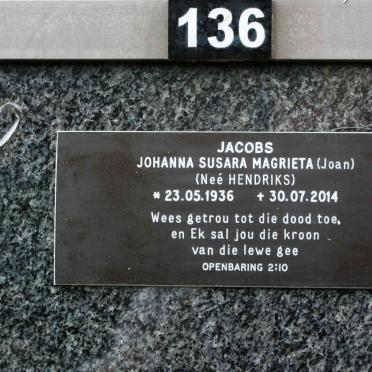 136
JACOBS
JOHANNA SUSARA MAGRIETA (Joan)
(Neé HENDRIKS)
* 23.05.1936 + 30.07.2014
Wees getrou tot die dood toe,
en Ek sal jou die kroon
van die lewe gee
OPENBARING 2:10